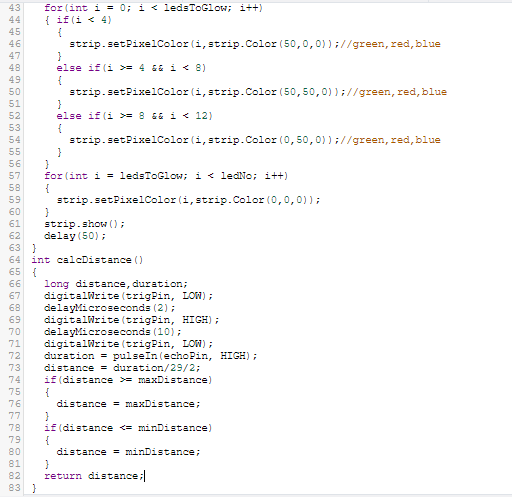 43 for(int i = 0; i < ledsToGlow; i++)
44 { if(i < 4)
45 {
46 strip.setPixelColor(i,strip.Color(50,0,0));//green,red,blue
47 }
48 else if(i >= 4 && i < 8)
49 {
50 strip.setPixelColor(i,strip.Color(50,50,0));//green,red,blue
51 }
52 else if(i >= 8 && i < 12)
53 {
54 strip.setPixelColor(i,strip.Color(0,50,0));//green,red,blue
55 }
56 }
57 for(int i = ledsToGlow; i < ledNo; i++)
58 {
59 strip.setPixelColor(i,strip.Color(0,0,0));
60 }
61 strip.show();
62 delay(50);
63 }
64 int calcDistance()
65 {
66 long distance,duration;
67 digitalWrite(trigPin, LOW);
68 delayMicroseconds(2);
69 digitalWrite(trigPin, HIGH);
70 delayMicroseconds(10);
71 digitalWrite(trigPin, LOW);
72 duration = pulseIn(echoPin, HIGH);
73 distance = duration/29/2;
74 if(distance >= maxDistance)
75 {
76 distance = maxDistance;
77 }
78 if(distance <= minDistance)
79 {
80 distance = minDistance;
81 }
82 return distance;
83 }